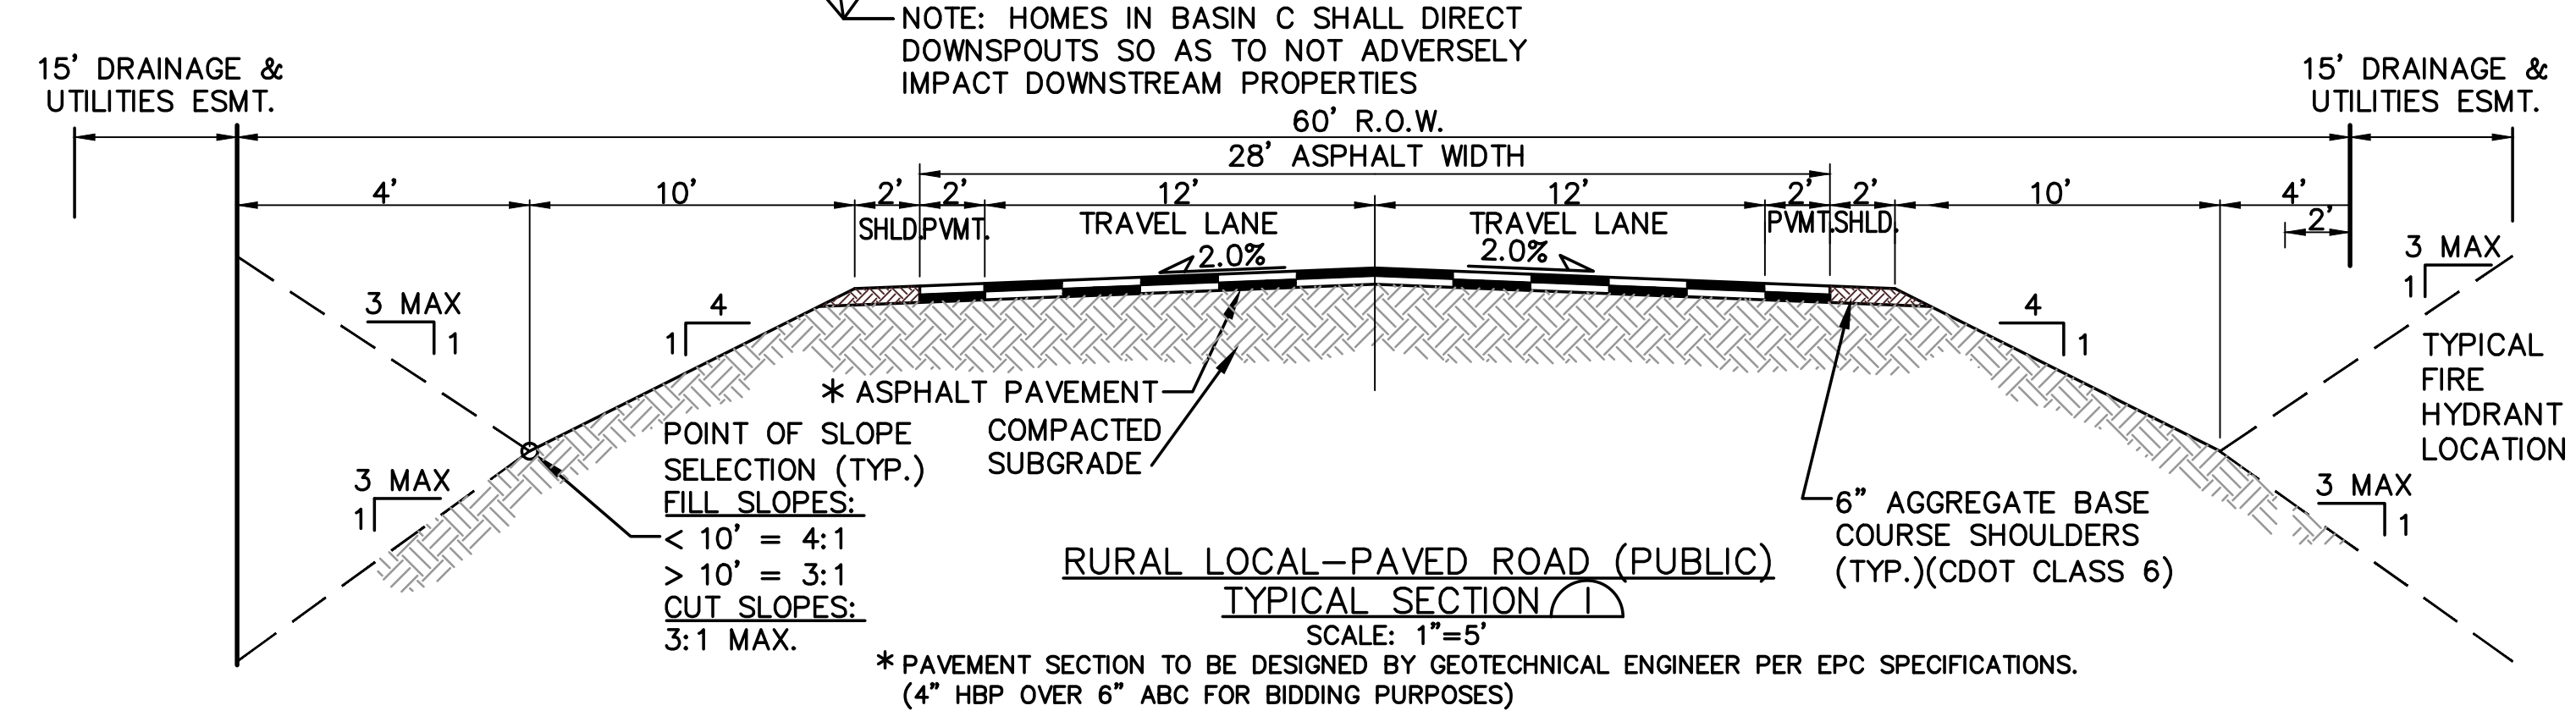 NOTE: HOMES IN BASIN C SHALL DIRECT
DOWNSPOUTS SO AS TO NOT ADVERSELY
IMPACT DOWNSTREAM PROPERTIES
15' DRAINAGE &
UTILITIES ESMT.
15' DRAINAGE &
UTILITIES ESMT.
60' R.O.W.
28' ASPHALT WIDTH
4' 10' 2' 2' 12' 12' 2' 2' 10' 4'
2'
SHLD. PVMT. TRAVEL LANE TRAVEL LANE PVMT. SHLD.
2.0% 2.0%
3 MAX
1
4
1
3 MAX
1
4
1
3 MAX
1
3 MAX
1
TYPICAL
FIRE
HYDRANT
LOCATION
* ASPHALT PAVEMENT
COMPACTED
SUBGRADE
POINT OF SLOPE
SELECTION (TYP.)
FILL SLOPES:
< 10' = 4:1
> 10' = 3:1
CUT SLOPES:
3:1 MAX.
6" AGGREGATE BASE
COURSE SHOULDERS
(TYP.)(CDOT CLASS 6)
RURAL LOCAL-PAVED ROAD (PUBLIC)
TYPICAL SECTION 1
SCALE: 1"=5'
* PAVEMENT SECTION TO BE DESIGNED BY GEOTECHNICAL ENGINEER PER EPC SPECIFICATIONS.
(4" HBP OVER 6" ABC FOR BIDDING PURPOSES)